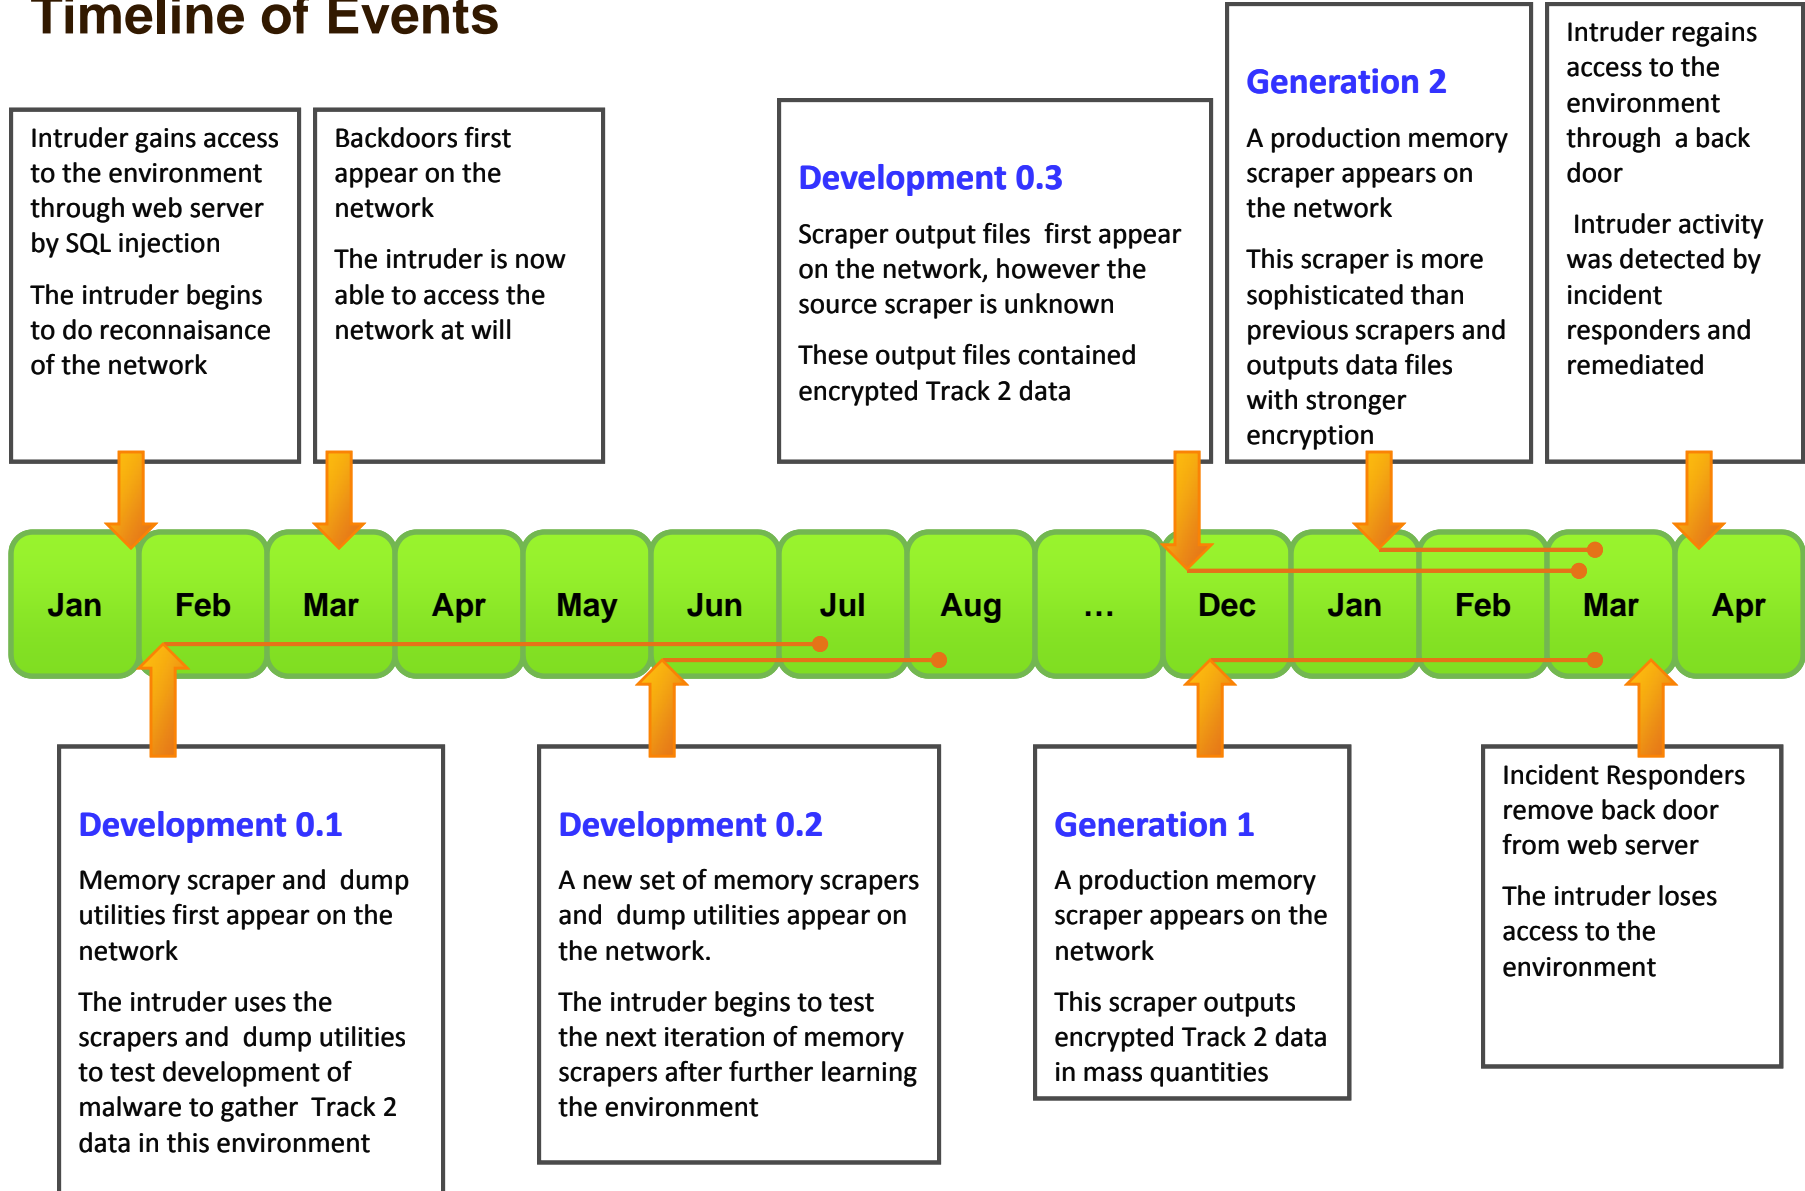 Timeline of Events
Intruder gains access
to the environment
through web server
by SQL injection
The intruder begins
to do reconnaisance
of the network
Backdoors first
appear on the
network
The intruder is now
able to access the
network at will
Development 0.3
Scraper output files first appear
on the network, however the
source scraper is unknown
These output files contained
encrypted Track 2 data
Generation 2
A production memory
scraper appears on
the network
This scraper is more
sophisticated than
previous scrapers and
outputs data files
with stronger
encryption
Intruder regains
access to the
environment
through a back
door
Intruder activity
was detected by
incident
responders and
remediated
Jan Feb Mar Apr May Jun Jul Aug … Dec Jan Feb Mar Apr
Development 0.1
Memory scraper and dump
utilities first appear on the
network
The intruder uses the
scrapers and dump utilities
to test development of
malware to gather Track 2
data in this environment
Development 0.2
A new set of memory scrapers
and dump utilities appear on
the network.
The intruder begins to test
the next iteration of memory
scrapers after further learning
the environment
Generation 1
A production memory
scraper appears on the
network
This scraper outputs
encrypted Track 2 data
in mass quantities
Incident Responders
remove back door
from web server
The intruder loses
access to the
environment